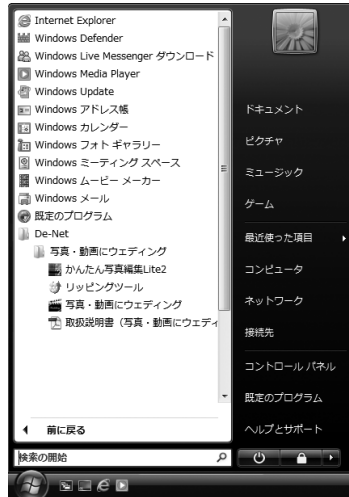 Internet Explorer
Windows Defender
Windows Live Messenger ダウンロード
Windows Media Player
Windows Update
Windows アドレス帳
Windows カレンダー
Windows フォト ギャラリー
Windows ミーティング スペース
Windows ムービー メーカー
Windows メール
既定のプログラム
De-Net
写真・動画にウェディング
かんたん写真編集Lite2
リッピングツール
写真・動画にウェディング
取扱説明書（写真・動画にウェディ
前に戻る
検索の開始
ドキュメント
ピクチャ
ミュージック
ゲーム
最近使った項目
コンピュータ
ネットワーク
接続先
コントロール パネル
既定のプログラム
ヘルプとサポート